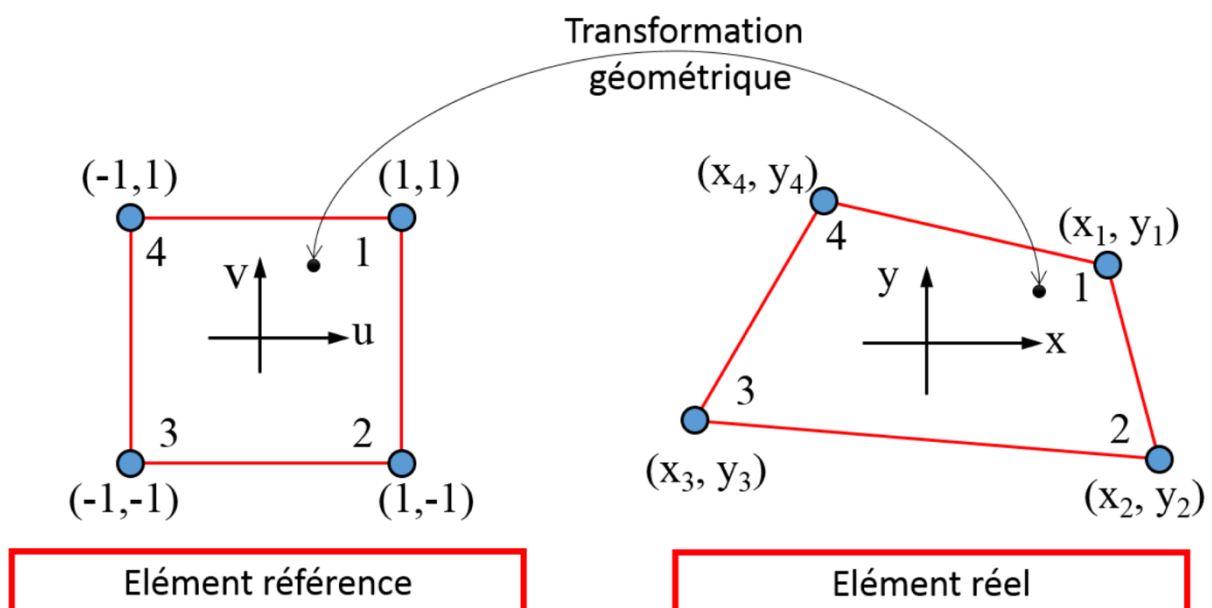 Transformation
géométrique
(-1,1)
(1,1)
4
1
v
u
3
2
(-1,-1)
(1,-1)
Elément référence
(x₄, y₄)
(x₁, y₁)
4
1
y
x
3
2
(x₃, y₃)
(x₂, y₂)
Elément réel